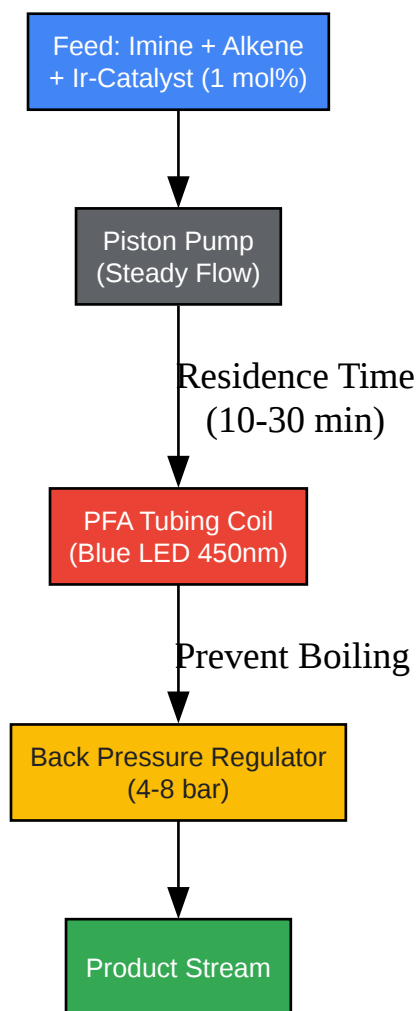 Feed: Imine + Alkene
+ Ir-Catalyst (1 mol%)
Piston Pump
(Steady Flow)
Residence Time
(10-30 min)
PFA Tubing Coil
(Blue LED 450nm)
Prevent Boiling
Back Pressure Regulator
(4-8 bar)
Product Stream